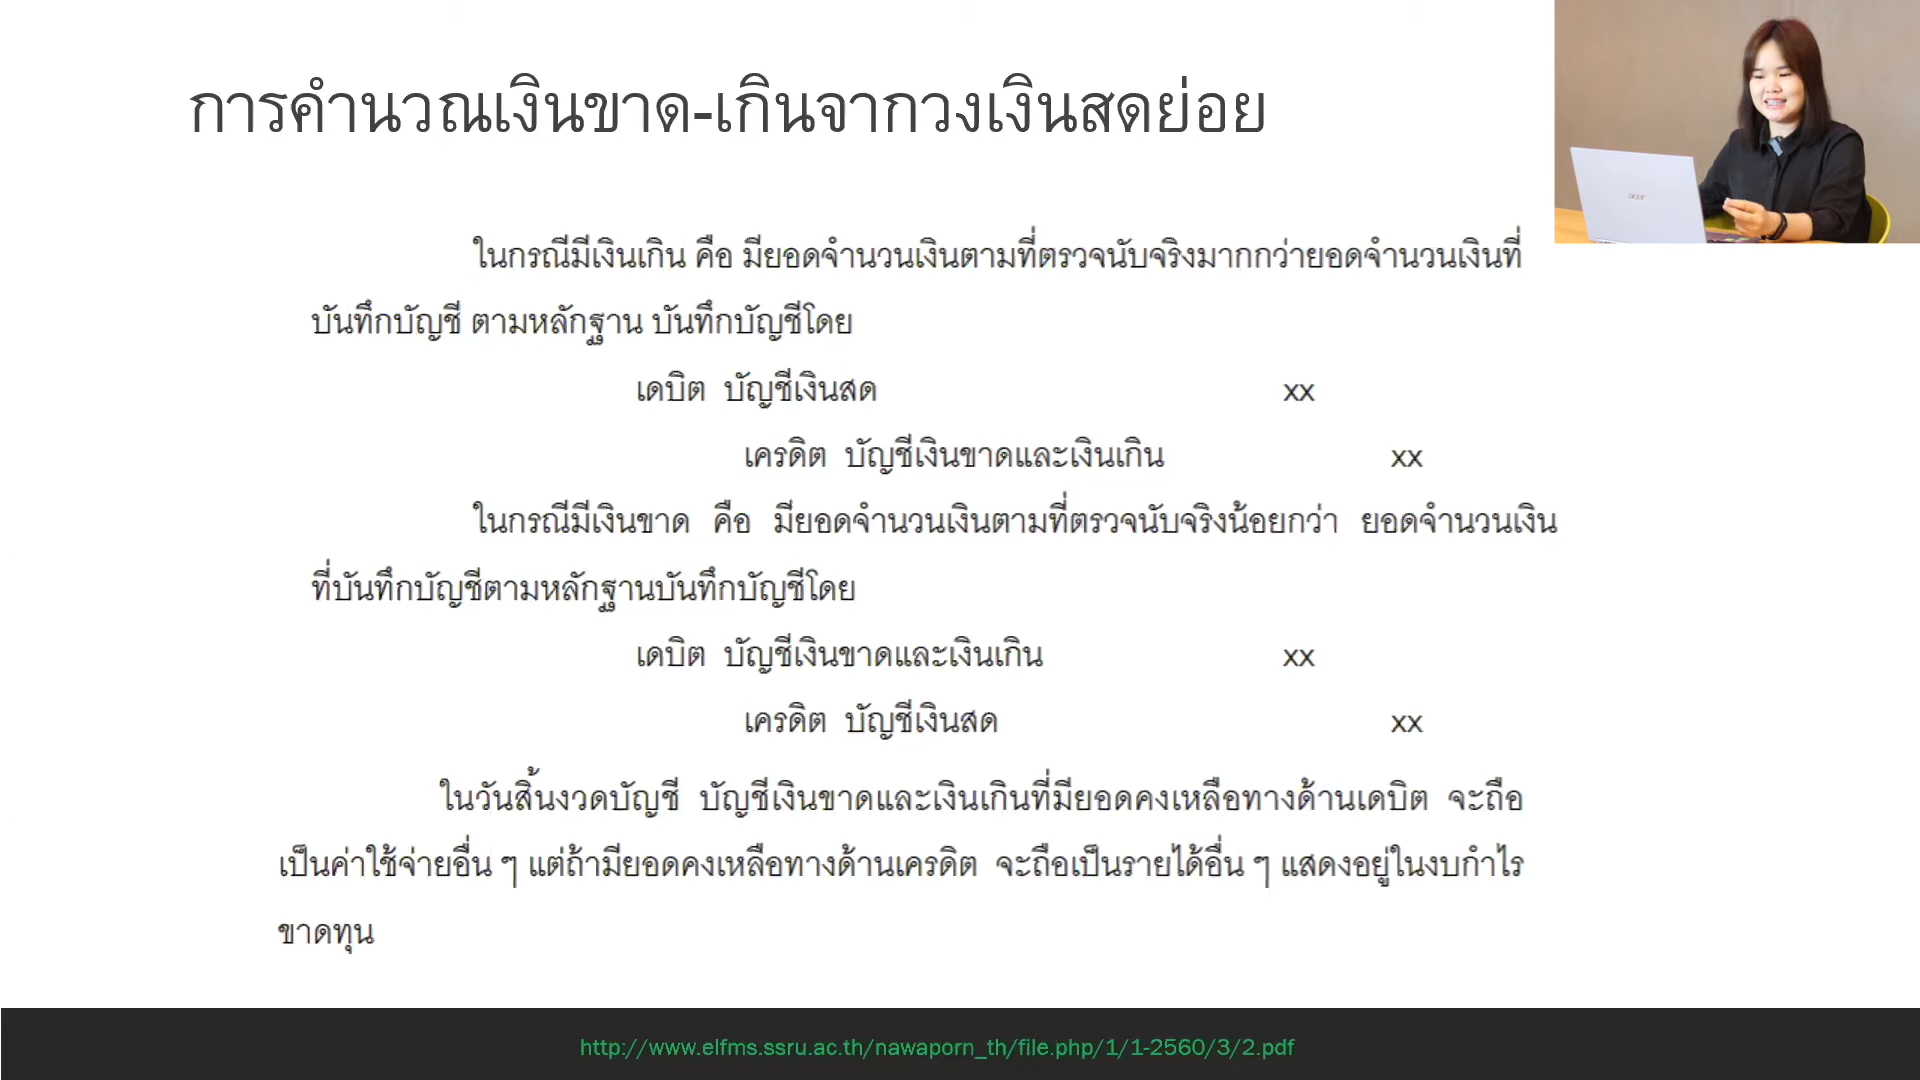 การคำนวณเงินขาด-เกินจากวงเงินสดย่อย
acer
ในกรณีมีเงินเกิน คือ มียอดจำนวนเงินตามที่ตรวจนับจริงมากกว่ายอดจำนวนเงินที่
บันทึกบัญชี ตามหลักฐาน บันทึกบัญชีโดย
เดบิต บัญชีเงินสด xx
เครดิต บัญชีเงินขาดและเงินเกิน xx
ในกรณีมีเงินขาด คือ มียอดจำนวนเงินตามที่ตรวจนับจริงน้อยกว่า ยอดจำนวนเงิน
ที่บันทึกบัญชีตามหลักฐานบันทึกบัญชีโดย
เดบิต บัญชีเงินขาดและเงินเกิน xx
เครดิต บัญชีเงินสด xx
ในวันสิ้นงวดบัญชี บัญชีเงินขาดและเงินเกินที่มียอดคงเหลือทางด้านเดบิต จะถือ
เป็นค่าใช้จ่ายอื่น ๆ แต่ถ้ามียอดคงเหลือทางด้านเครดิต จะถือเป็นรายได้อื่น ๆ แสดงอยู่ในงบกำไร
ขาดทุน
http://www.elfms.ssru.ac.th/nawaporn_th/file.php/1/1-2560/3/2.pdf